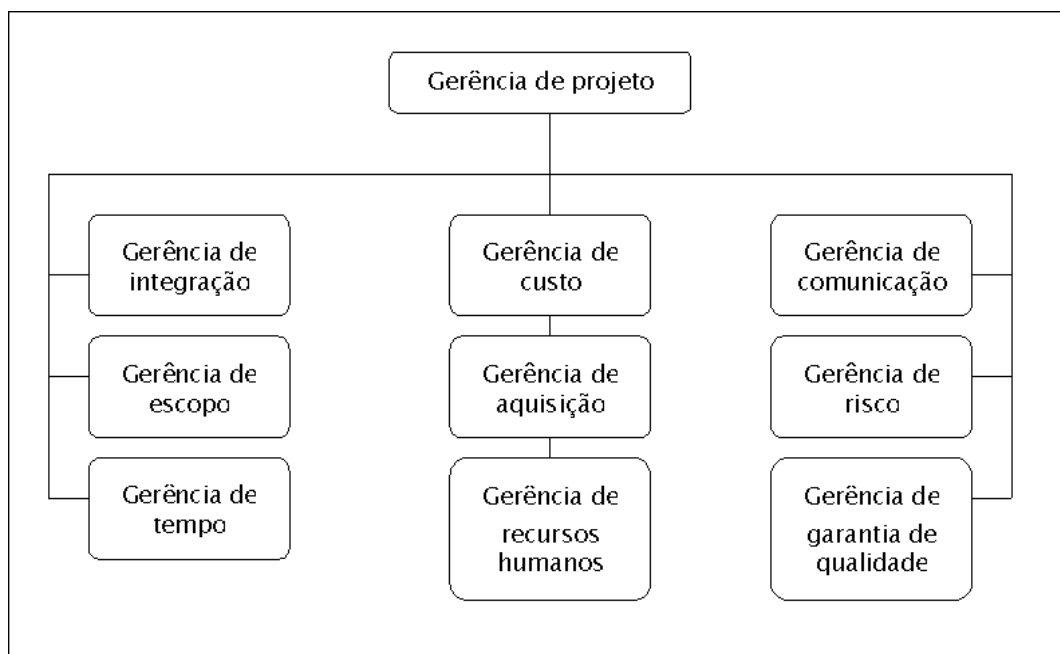 Gerência de projeto
Gerência de
integração
Gerência de
custo
Gerência de
comunicação
Gerência de
escopo
Gerência de
aquisição
Gerência de
risco
Gerência de
tempo
Gerência de
recursos
humanos
Gerência de
garantia de
qualidade